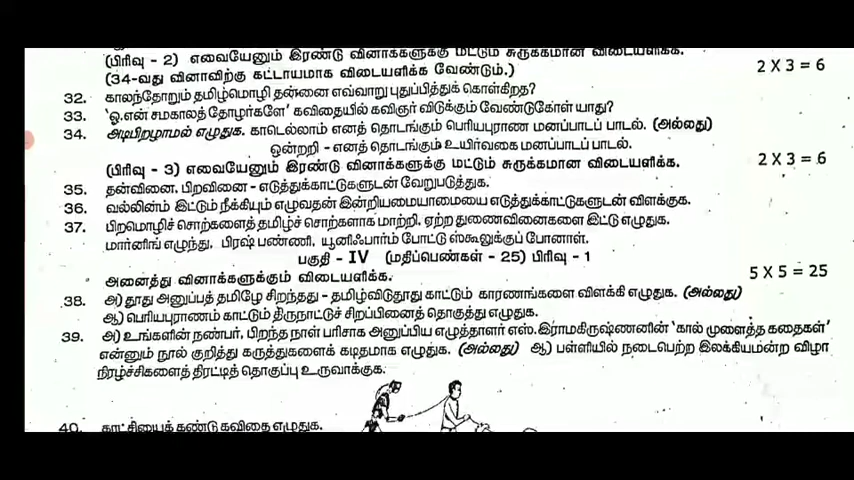 (பிரிவு - 2) எவையேனும் இரண்டு வினாக்களுக்கு மட்டும் சுருக்கமான விடையளிக்க.
(34-வது வினாவிற்கு கட்டாயமாக விடையளிக்க வேண்டும்.) 2 X 3 = 6
32. காலந்தோறும் தமிழ்மொழி தன்னை எவ்வாறு புதுப்பித்துக் கொள்கிறது?
33. 'ஓ,என் சமகாலத் தோழர்களே' கவிதையில் கவிஞர் விடுக்கும் வேண்டுகோள் யாது?
34. அடிபிறழாமல் எழுதுக. காடெல்லாம் எனத் தொடங்கும் பெரியபுராண மனப்பாடப் பாடல். (அல்லது)
ஒன்றறி - எனத் தொடங்கும் உயிர்வகை மனப்பாடப் பாடல்.
(பிரிவு - 3) எவையேனும் இரண்டு வினாக்களுக்கு மட்டும் சுருக்கமான விடையளிக்க. 2 X 3 = 6
35. தன்வினை, பிறவினை - எடுத்துக்காட்டுகளுடன் வேறுபடுத்துக.
36. வல்லினம் இட்டும் நீக்கியும் எழுவதன் இன்றியமையாமையை எடுத்துக்காட்டுகளுடன் விளக்குக.
37. பிறமொழிச் சொற்களைத் தமிழ்ச் சொற்களாக மாற்றி, ஏற்ற துணைவினைகளை இட்டு எழுதுக.
மார்னிங் எழுந்து, பிரஷ் பண்ணி, யூனிஃபார்ம் போட்டு ஸ்கூலுக்குப் போனாள்.
பகுதி - IV (மதிப்பெண்கள் - 25) பிரிவு - 1
அனைத்து வினாக்களுக்கும் விடையளிக்க. 5 X 5 = 25
38. அ) தூது அனுப்பத் தமிழே சிறந்தது - தமிழ்விடுதூது காட்டும் காரணங்களை விளக்கி எழுதுக. (அல்லது)
ஆ) பெரியபுராணம் காட்டும் திருநாட்டுச் சிறப்பினைத் தொகுத்து எழுதுக.
39. அ) உங்களின் நண்பர், பிறந்த நாள் பரிசாக அனுப்பிய எழுத்தாளர் எஸ்.இராமகிருஷ்ணனின் 'கால் முளைத்த கதைகள்'
என்னும் நூல் குறித்து கருத்துகளைக் கடிதமாக எழுதுக. (அல்லது) ஆ) பள்ளியில் நடைபெற்ற இலக்கியமன்ற விழா
நிரழ்ச்சிகளைத் திரட்டித் தொகுப்பு உருவாக்குக.
40. காட்சியைக் கண்டு கவிதை எழுதுக.